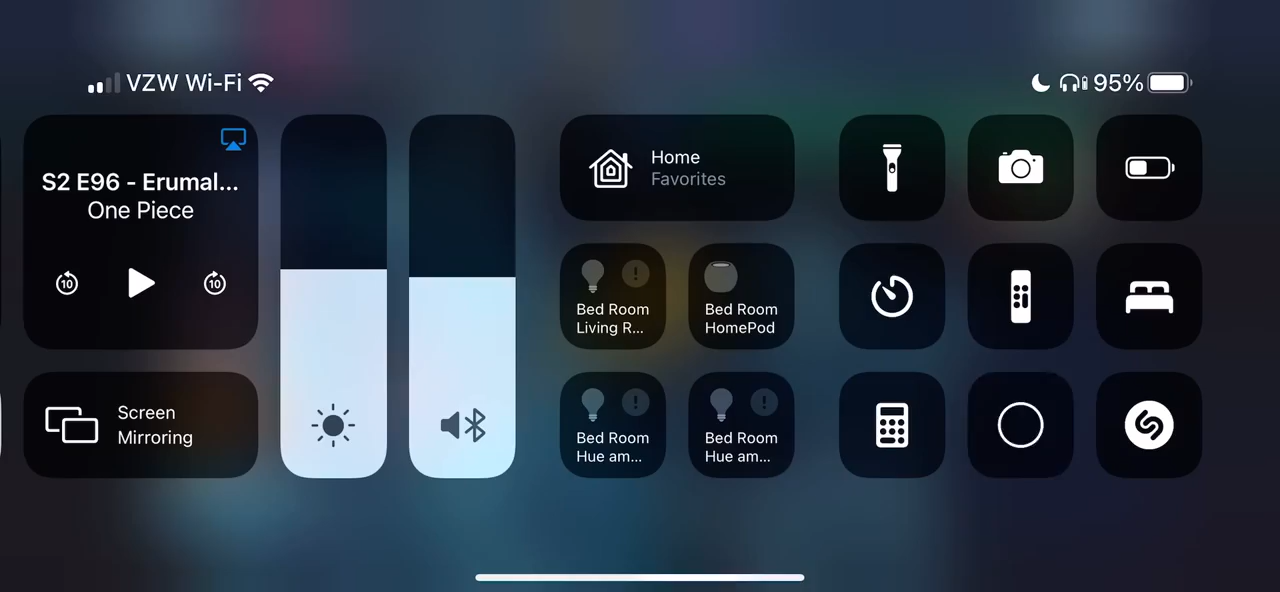 VZW Wi-Fi
95%
S2 E96 - Erumal...
One Piece
10
10
Screen
Mirroring
Home
Favorites
Bed Room
Living R...
Bed Room
HomePod
Bed Room
Hue am...
Bed Room
Hue am...